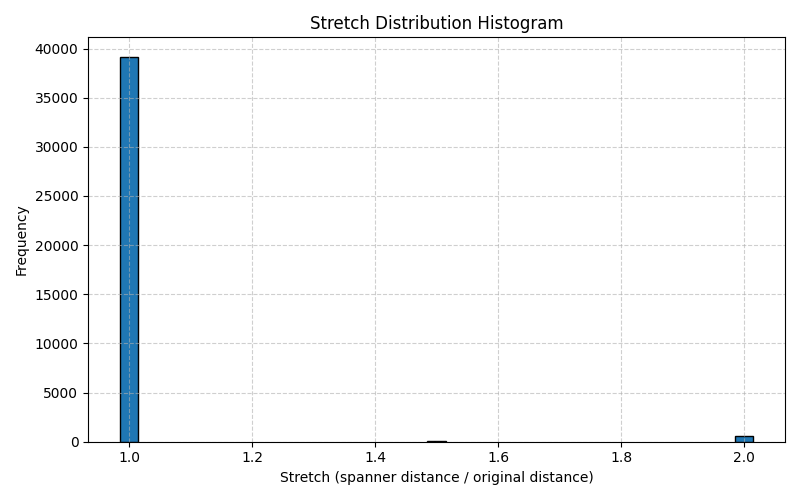 Stretch Distribution Histogram
40000
35000
30000
25000
20000
15000
10000
5000
0
Frequency
1.0 1.2 1.4 1.6 1.8 2.0
Stretch (spanner distance / original distance)